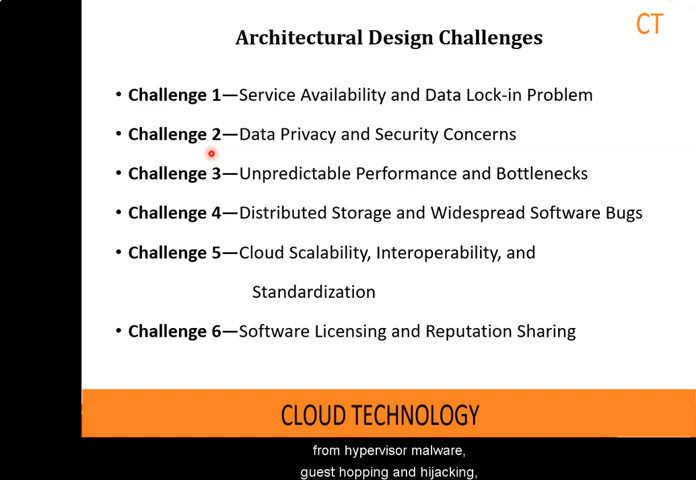 CT
Architectural Design Challenges
• Challenge 1—Service Availability and Data Lock-in Problem
• Challenge 2—Data Privacy and Security Concerns
• Challenge 3—Unpredictable Performance and Bottlenecks
• Challenge 4—Distributed Storage and Widespread Software Bugs
• Challenge 5—Cloud Scalability, Interoperability, and
Standardization
• Challenge 6—Software Licensing and Reputation Sharing
CLOUD TECHNOLOGY
from hypervisor malware,
guest hopping and hijacking,